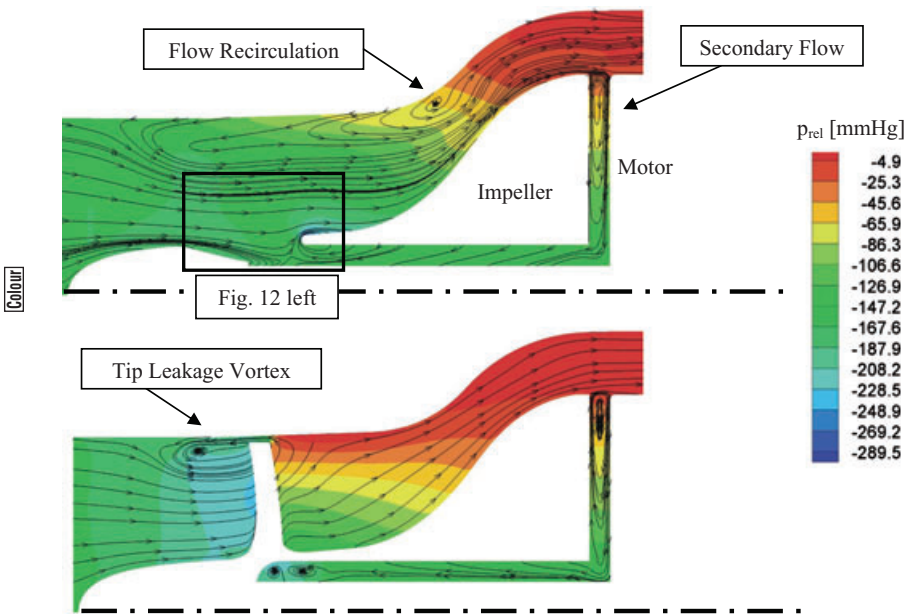 Flow Recirculation
Secondary Flow
p_rel [mmHg]
Motor
Impeller
-4.9
-25.3
-45.6
-65.9
-86.3
-106.6
-126.9
-147.2
-167.6
-187.9
-208.2
-228.5
-248.9
-269.2
-289.5
Fig. 12 left
Colour
Tip Leakage Vortex